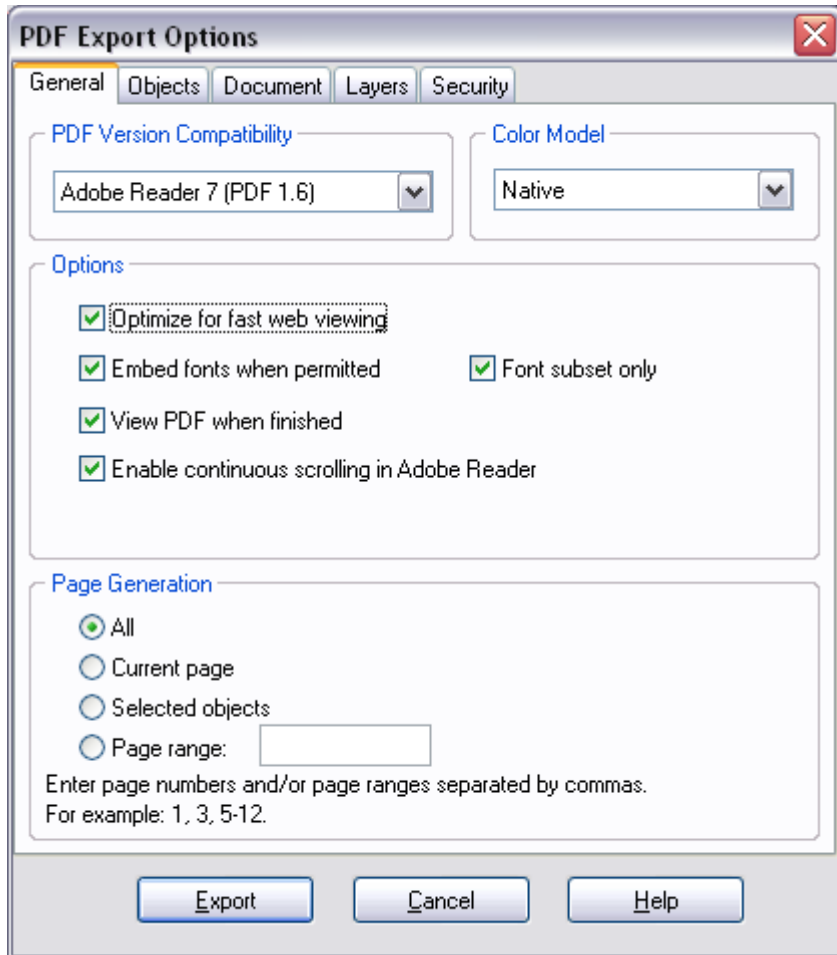 PDF Export Options
General Objects Document Layers Security
PDF Version Compatibility Color Model
Adobe Reader 7 (PDF 1.6) Native
Options
Optimize for fast web viewing
Embed fonts when permitted Font subset only
View PDF when finished
Enable continuous scrolling in Adobe Reader
Page Generation
All
Current page
Selected objects
Page range:
Enter page numbers and/or page ranges separated by commas.
For example: 1, 3, 5-12.
Export Cancel Help